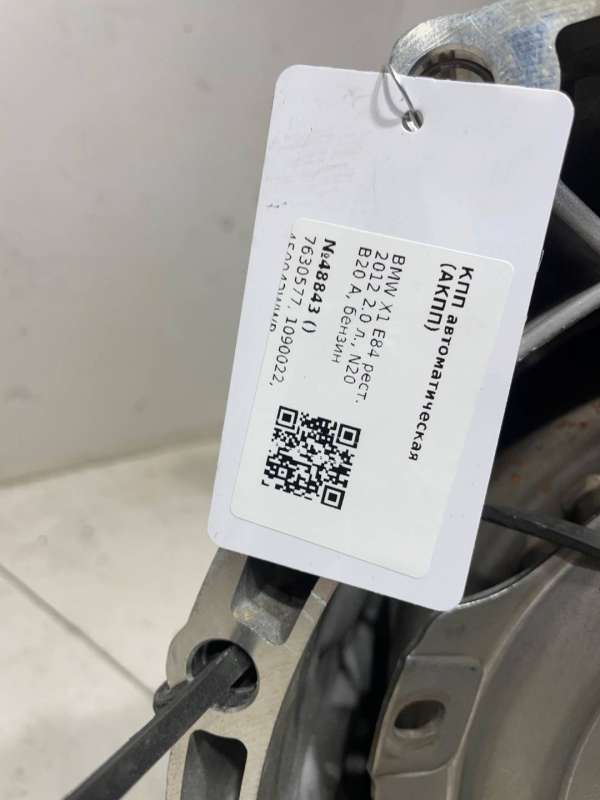 КПП автоматическая
(АКПП)
BMW X1 E84 рест.
2012 2.0 л., N20
B20 A, бензин
№48843 ()
7630577, 1090022,